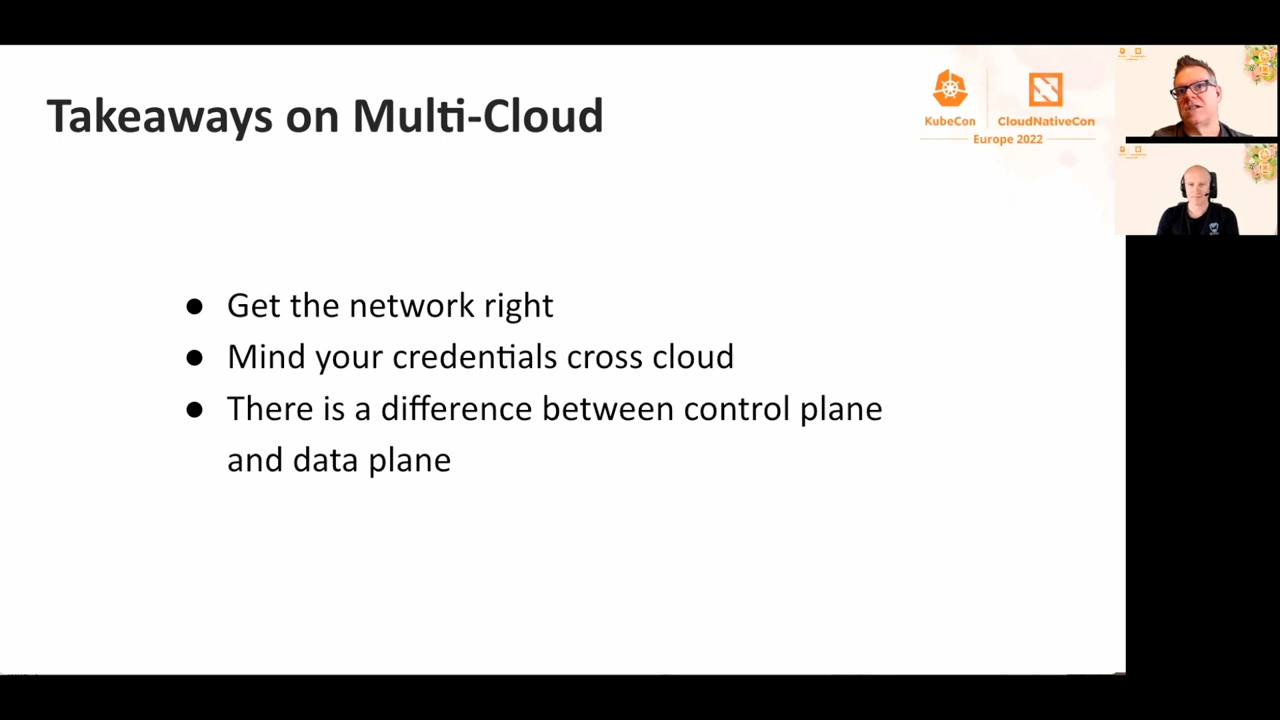 Takeaways on Multi-Cloud
KubeCon
CloudNativeCon
Europe 2022
● Get the network right
● Mind your credentials cross cloud
● There is a difference between control plane
and data plane